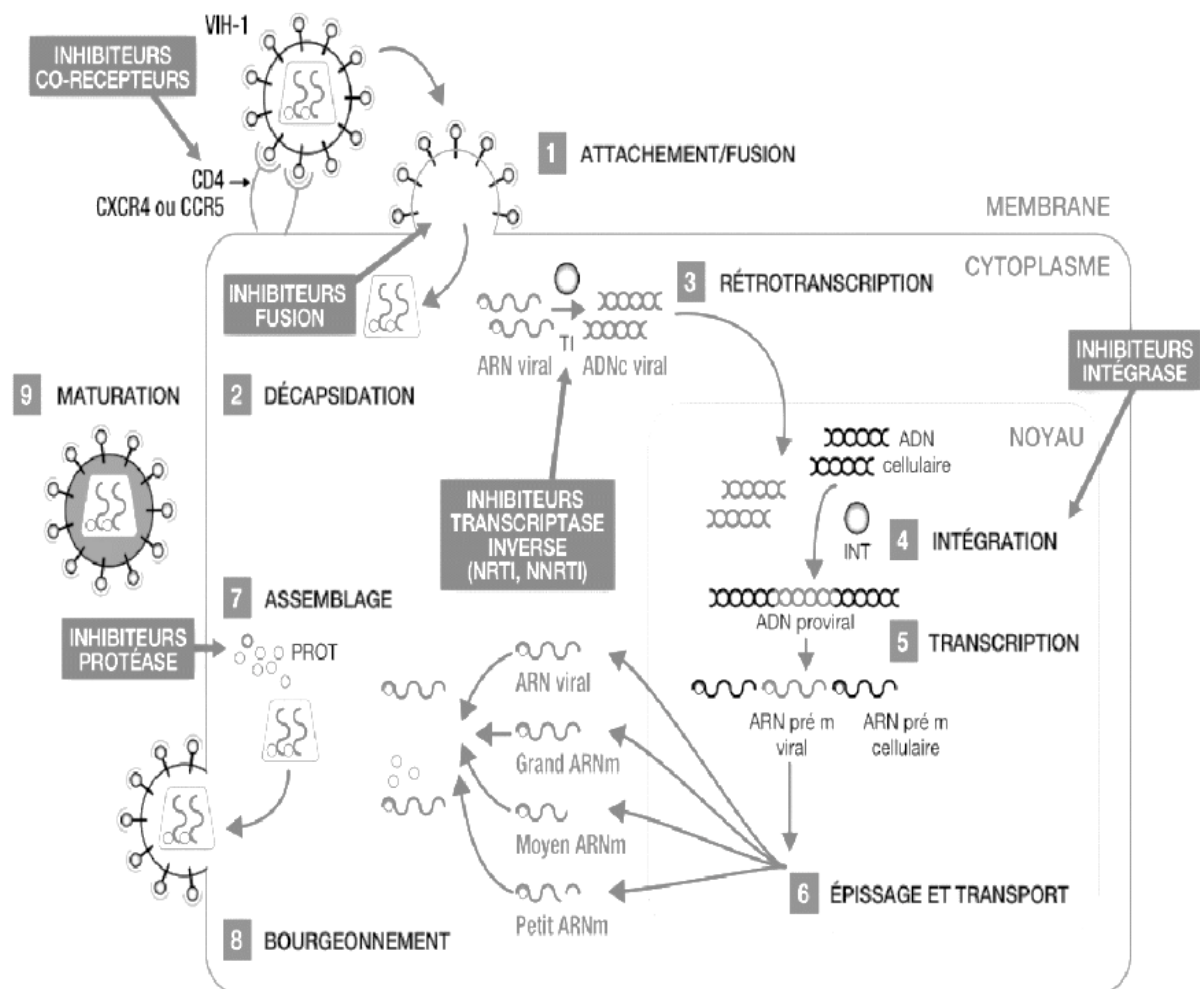 VIH-1
INHIBITEURS
CO-RECEPTEURS
CD4
CXCR4 ou CCR5
1 ATTACHEMENT/FUSION
MEMBRANE
CYTOPLASME
INHIBITEURS
FUSION
3 RÉTROTRANSCRIPTION
TI
ARN viral
ADNc viral
INHIBITEURS
INTÉGRASE
9 MATURATION
2 DÉCAPSIDATION
NOYAU
ADN
cellulaire
INHIBITEURS
TRANSCRIPTASE
INVERSE
(NRTI, NNRTI)
INT
4 INTÉGRATION
7 ASSEMBLAGE
ADN proviral
INHIBITEURS
PROTÉASE
PROT
5 TRANSCRIPTION
ARN viral
ARN pré m
viral
ARN pré m
cellulaire
Grand ARNm
Moyen ARNm
6 ÉPISSAGE ET TRANSPORT
Petit ARNm
8 BOURGEONNEMENT